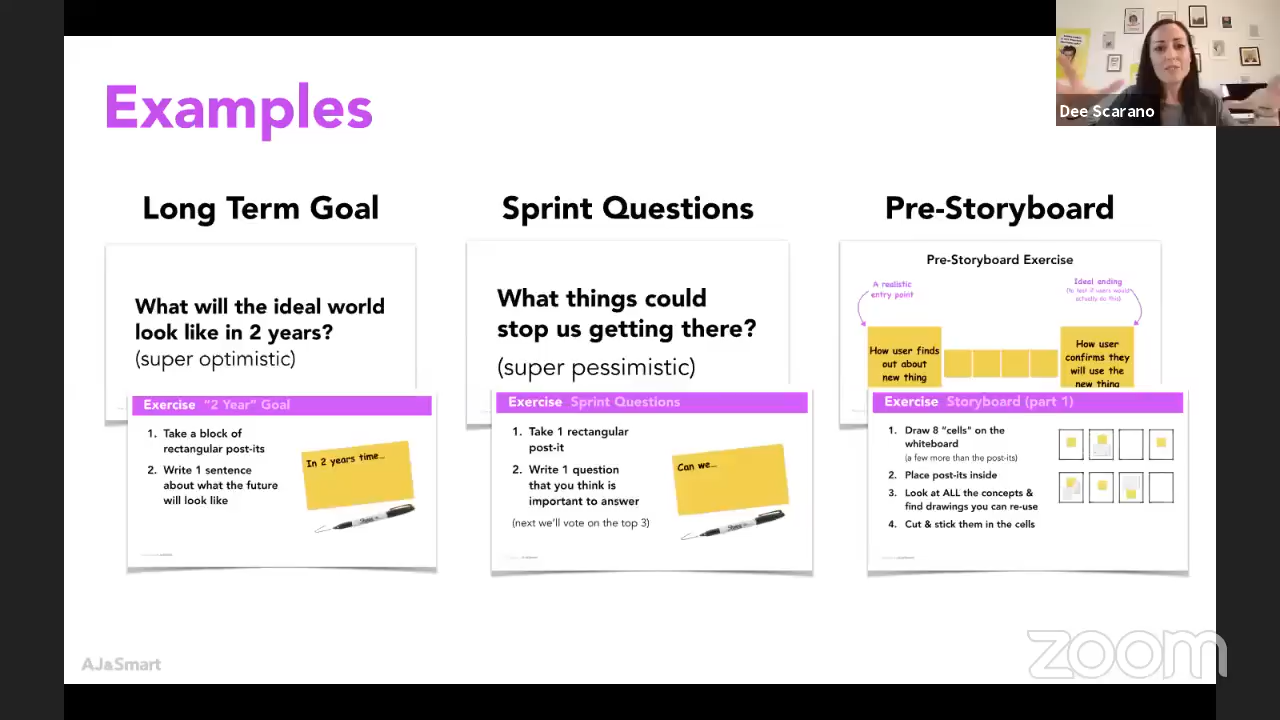 Examples
Dee Scarano
Long Term Goal
What will the ideal world
look like in 2 years?
(super optimistic)
Exercise "2 Year" Goal
1. Take a block of
rectangular post-its
2. Write 1 sentence
about what the future
will look like
In 2 years time...
Sprint Questions
What things could
stop us getting there?
(super pessimistic)
Exercise Sprint Questions
1. Take 1 rectangular
post-it
2. Write 1 question
that you think is
important to answer
(next we'll vote on the top 3)
Can we...
Pre-Storyboard
Pre-Storyboard Exercise
A realistic
entry point
Ideal ending
(to test if users would
actually do this)
How user finds
out about
new thing
How user
confirms they
will use the
new thing
Exercise Storyboard (part 1)
1. Draw 8 "cells" on the
whiteboard
(a few more than the post-its)
2. Place post-its inside
3. Look at ALL the concepts &
find drawings you can re-use
4. Cut & stick them in the cells
AJ&Smart
zoom